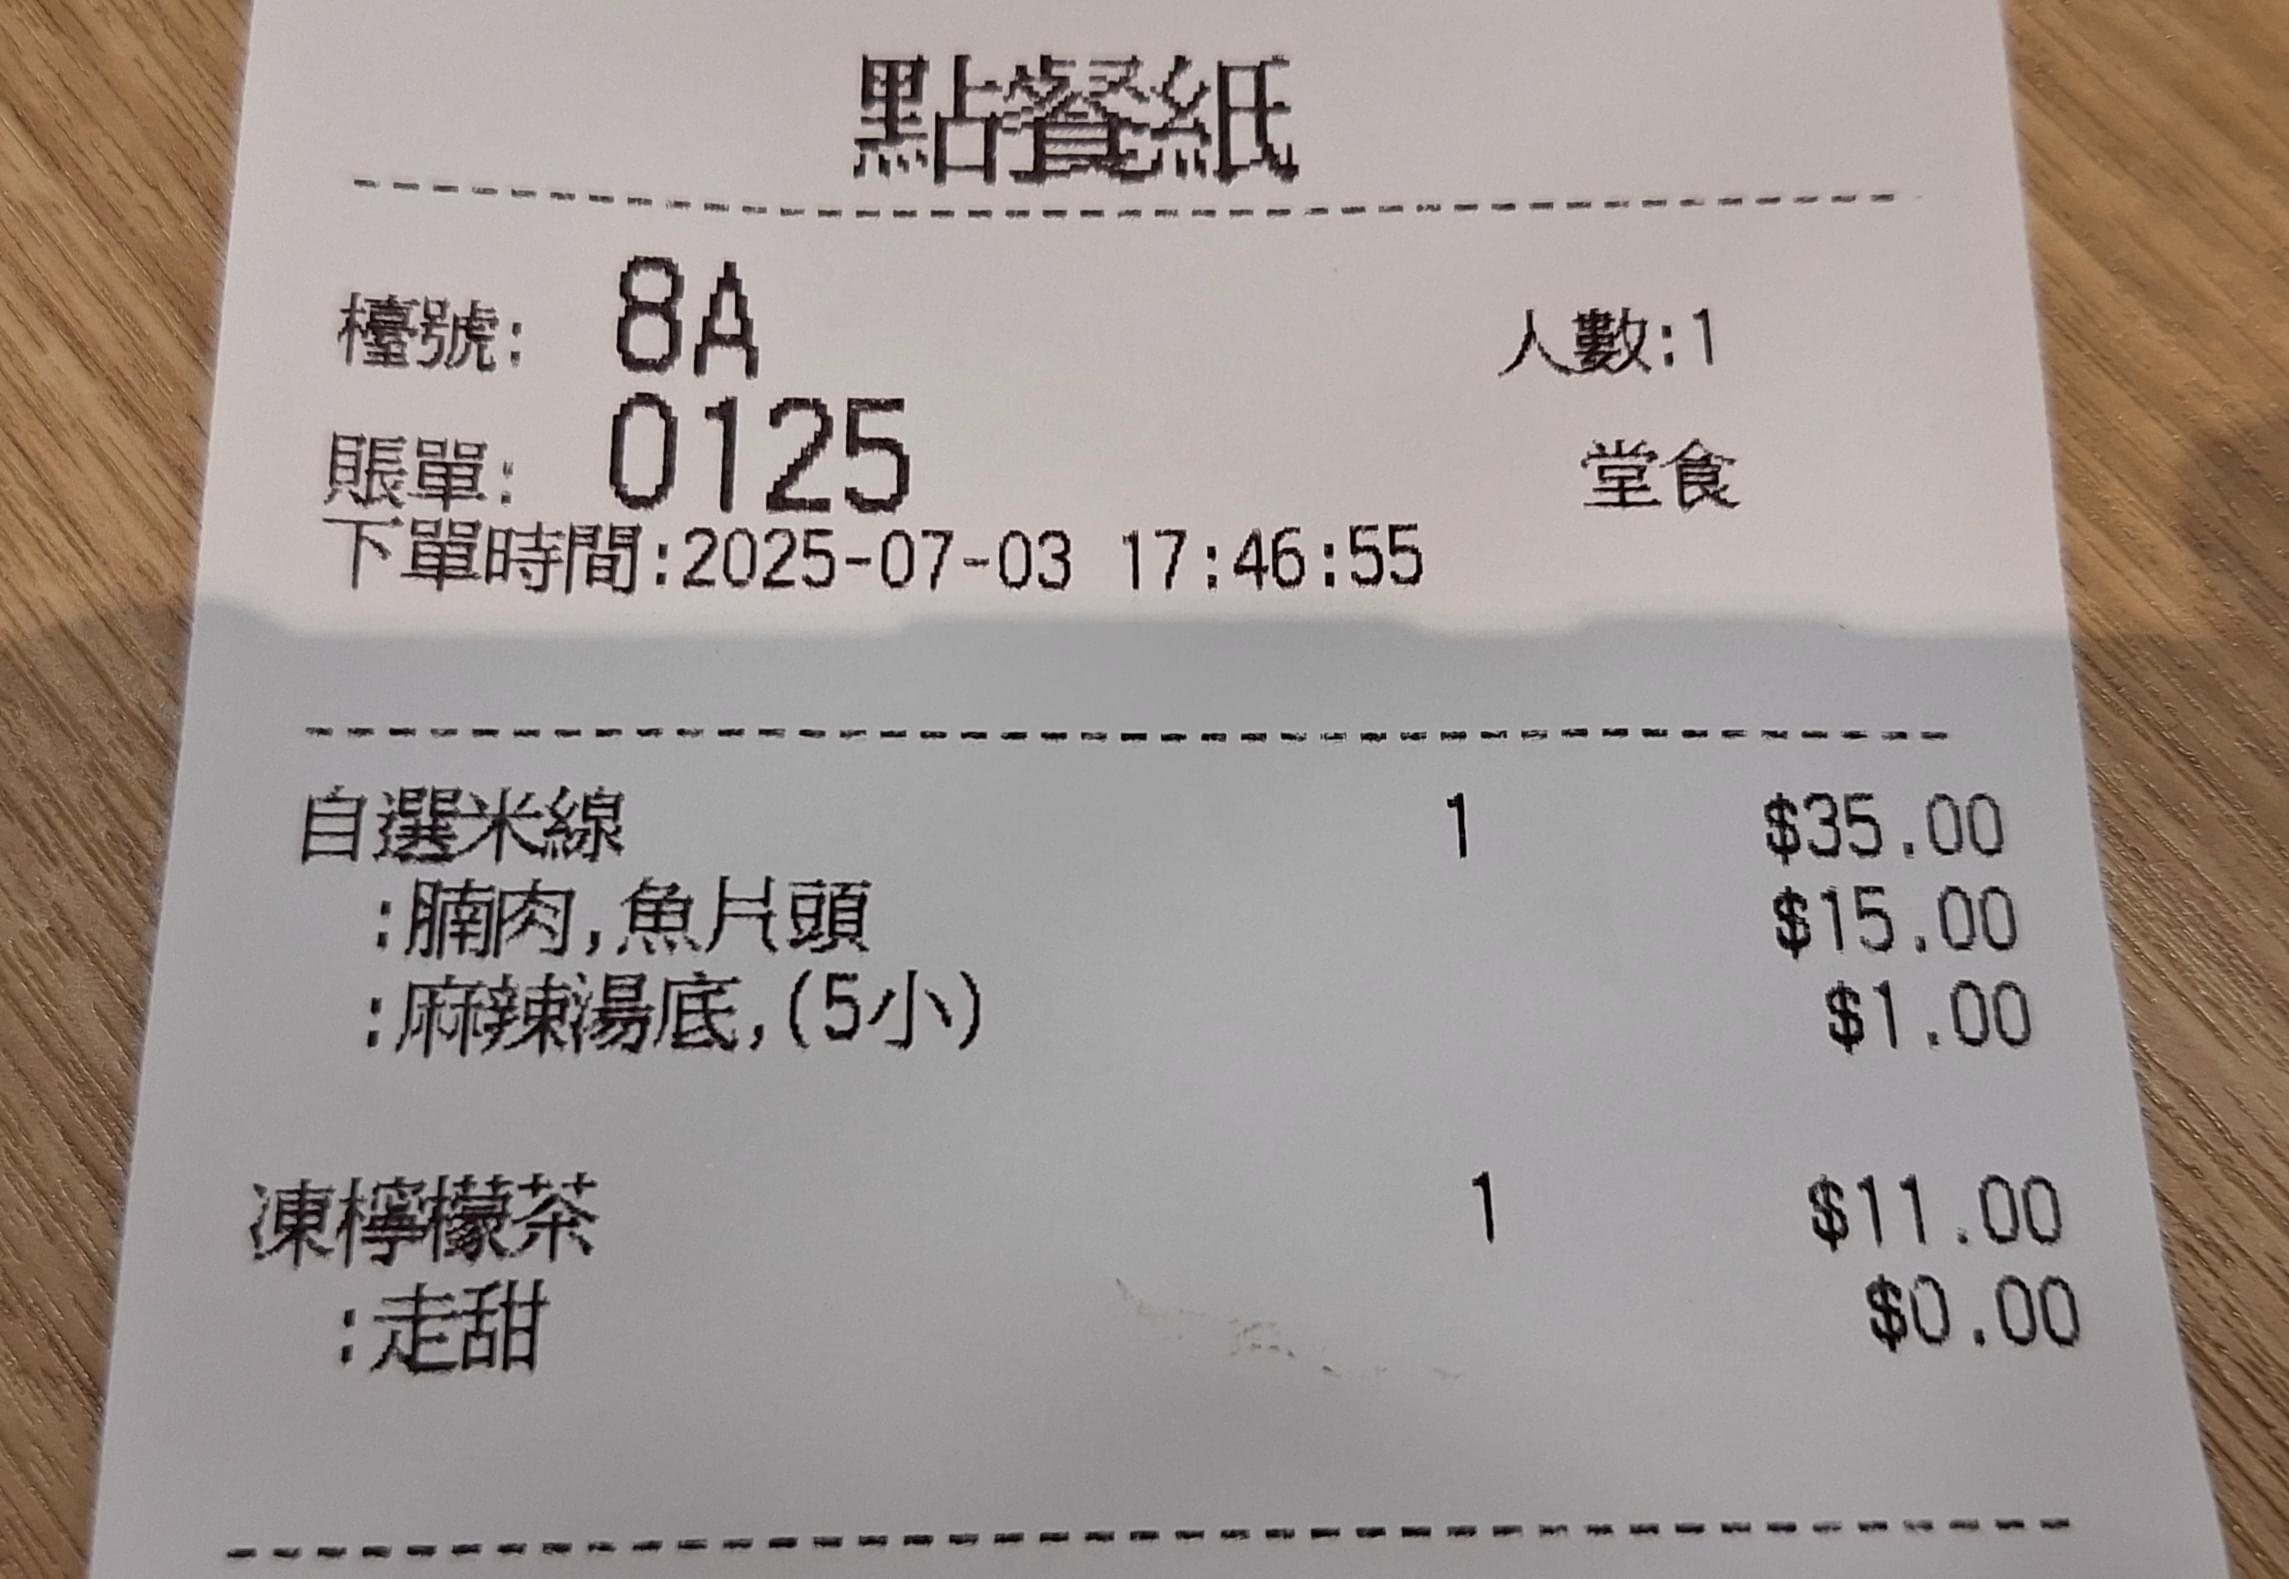 點餐紙
檯號: 8A 人數:1
賬單: 0125 堂食
下單時間:2025-07-03 17:46:55
自選米線 1 $35.00
:腩肉,魚片頭 $15.00
:麻辣湯底,(5小) $1.00
凍檸檬茶 1 $11.00
:走甜 $0.00